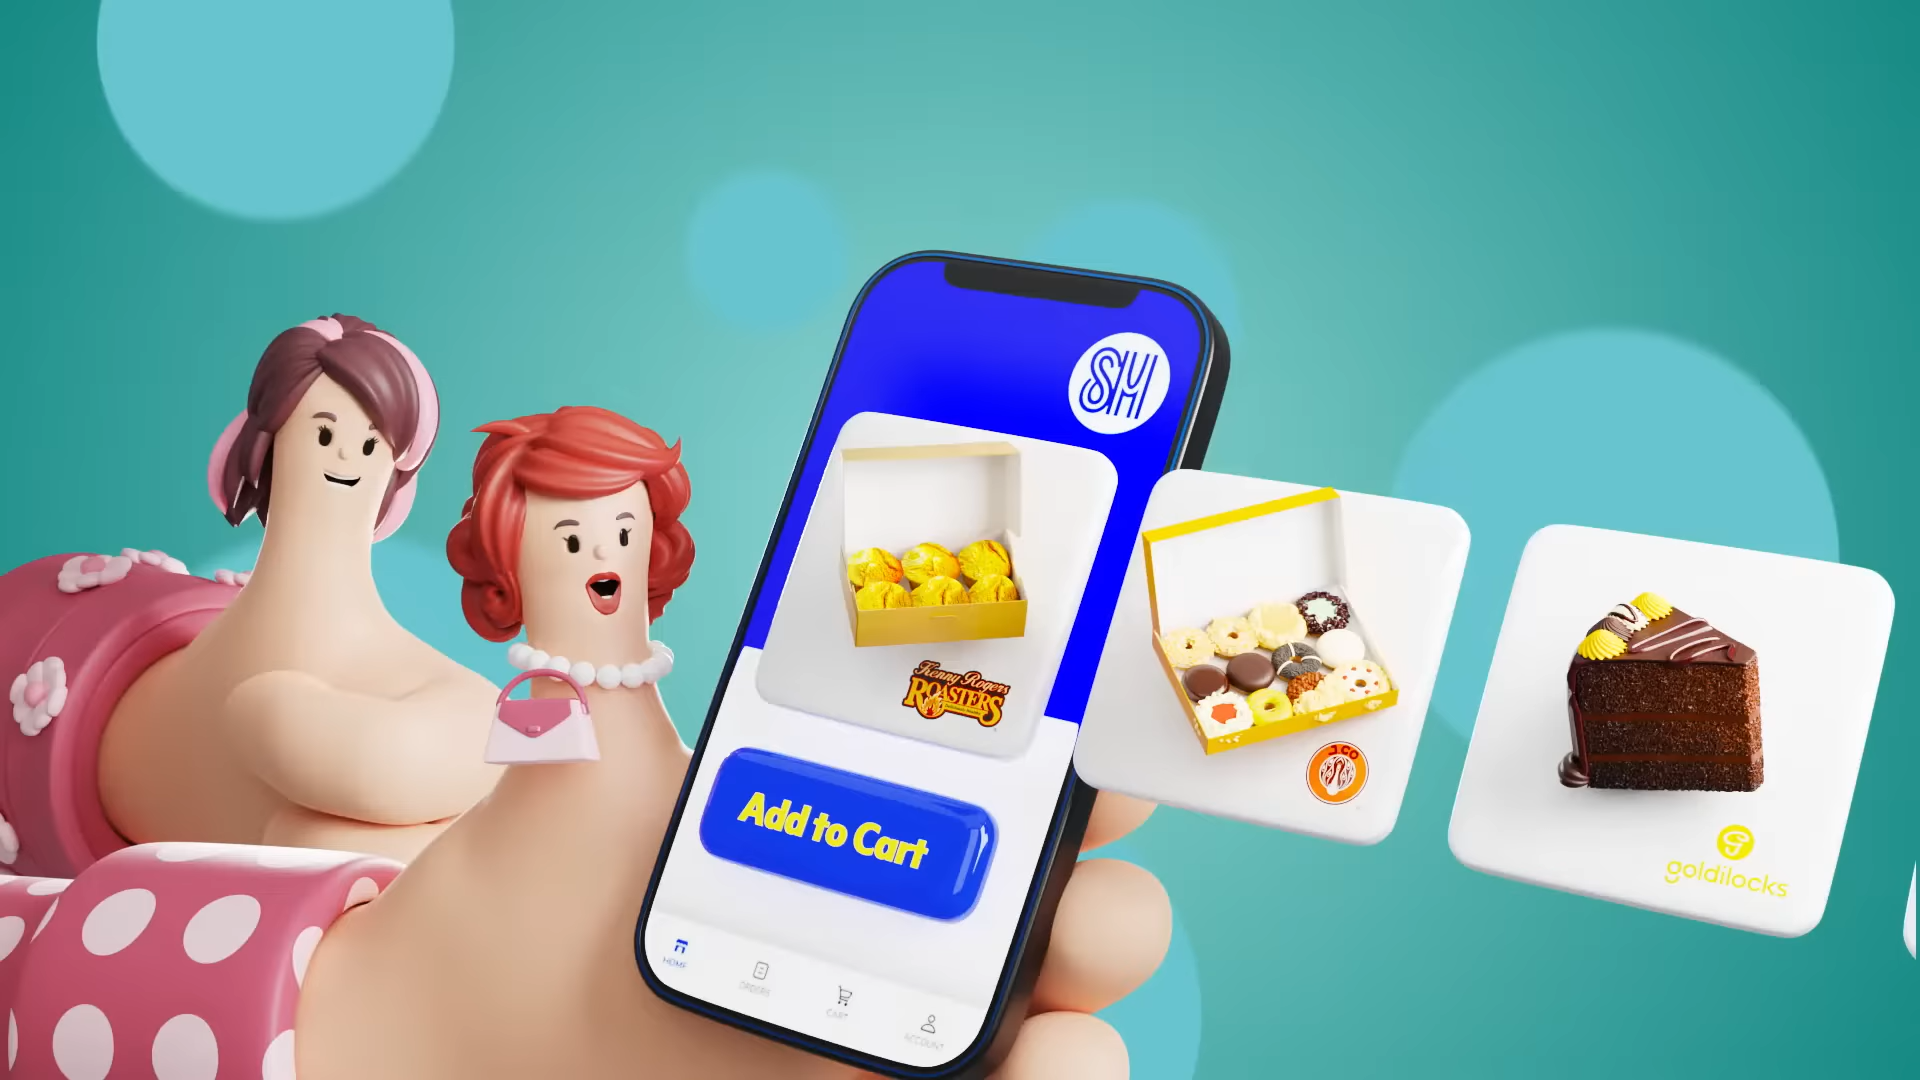 SM
Kenny Rogers
ROASTERS
Add to Cart
HOME
ORDERS
CART
ACCOUNT
J.CO
goldilocks